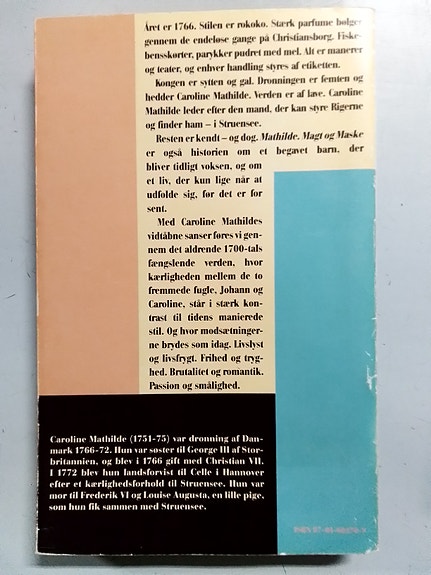 Året er 1766. Stilen er rokoko. Stærk parfume bølger
gennem de endeløse gange på Christiansborg. Fiske-
bensskørter, parykker pudret med mel. Alt er manerer
og teater, og enhver handling styres af etiketten.
Kongen er sytten og gal. Dronningen er femten og
hedder Caroline Mathilde. Verden er af lave. Caroline
Mathilde leder efter den mand, der kan styre Rigerne
og finder ham – i Struensee.
Resten er kendt – og dog. Mathilde. Magt og Maske
er også historien om et begavet barn, der
bliver tidligt voksen, og om
et liv, der kun lige når at
udfolde sig, før det er for
sent.
Med Caroline Mathildes
vidtåbne sanser føres vi gen-
nem det aldrende 1700-tals
fængslende verden, hvor
kærligheden mellem de to
fremmede fugle, Johann og
Caroline, står i stærk kon-
trast til tidens manierede
stil. Og hvor modsætninger-
ne brydes som idag. Livslyst
og livsfrygt. Frihed og tryg-
hed. Brutalitet og romantik.
Passion og smålighed.
Caroline Mathilde (1751-75) var dronning af Dan-
mark 1766-72. Hun var søster til George III af Stor-
britannien, og blev i 1766 gift med Christian VII.
I 1772 blev hun landsforvist til Celle i Hannover
efter et kærlighedsforhold til Struensee. Hun var
mor til Frederik VI og Louise Augusta, en lille pige,
som hun fik sammen med Struensee.
ISBN